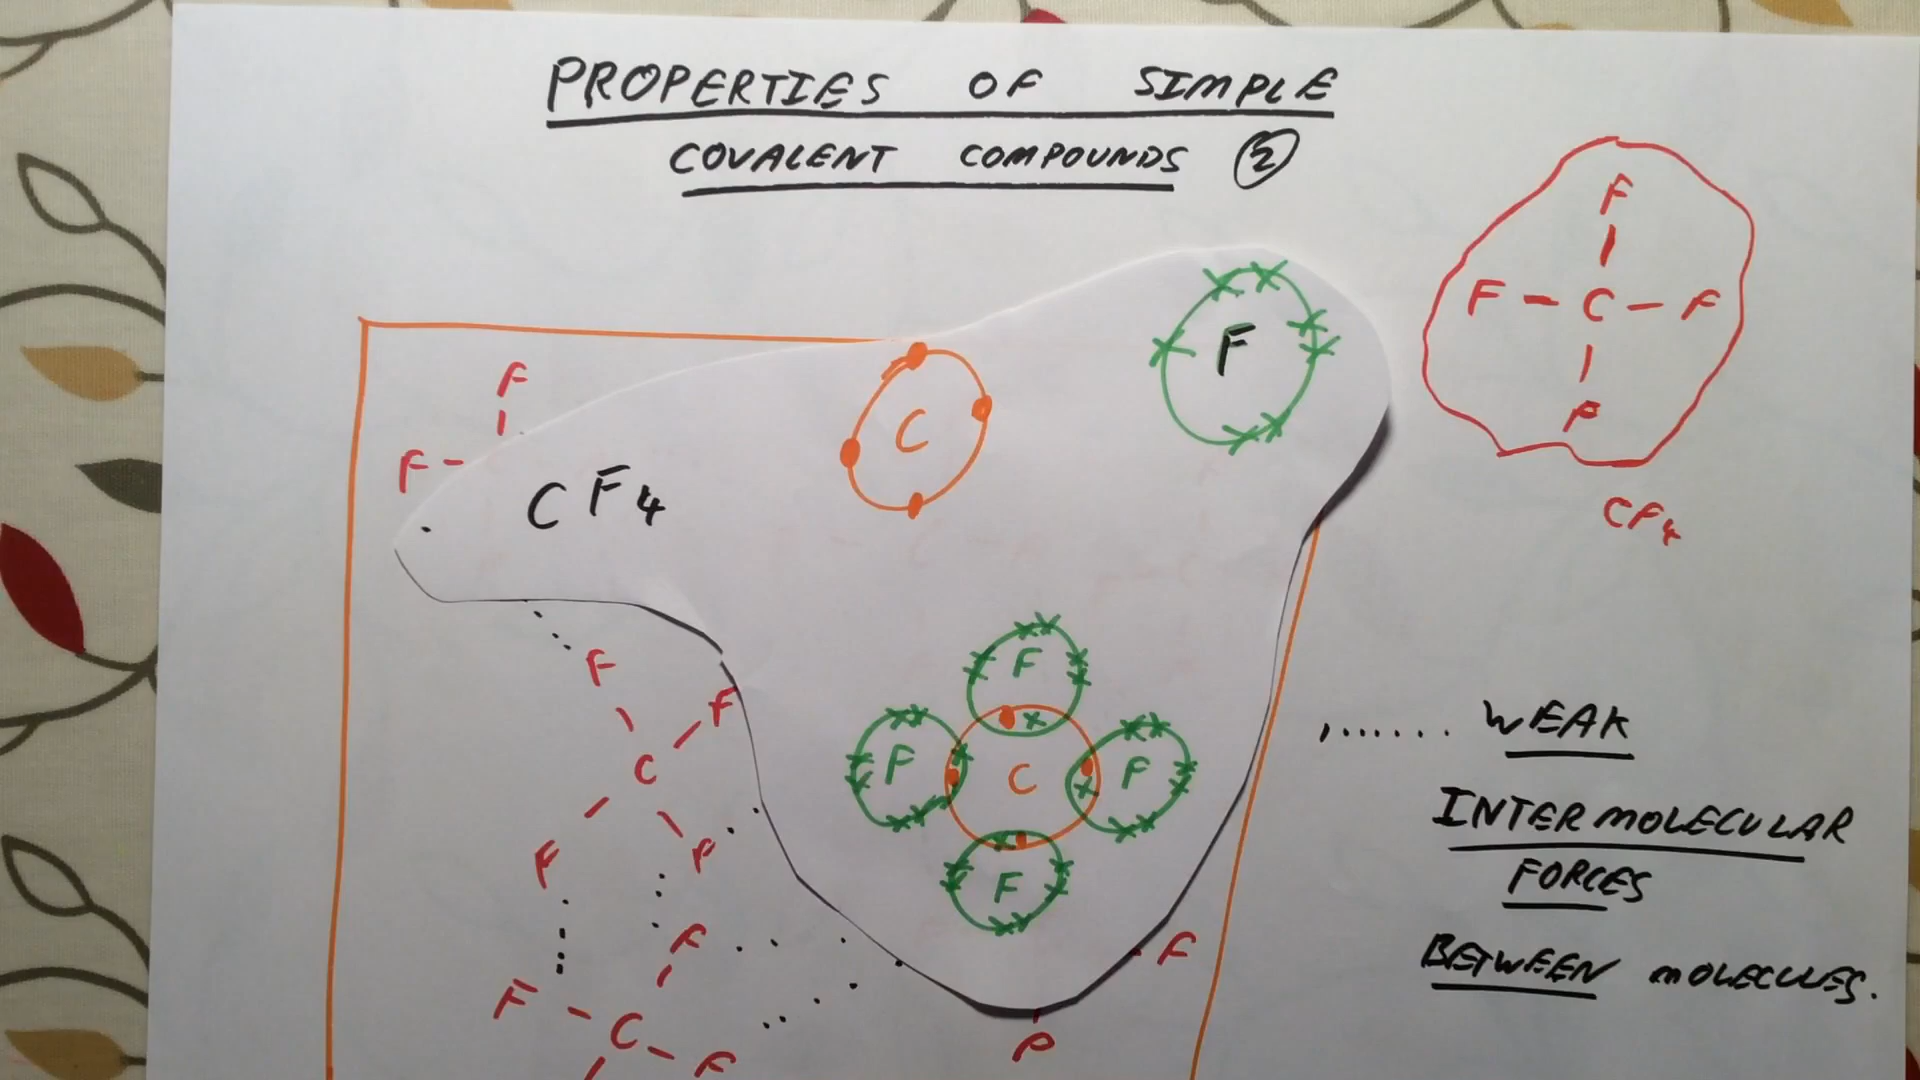 PROPERTIES OF SIMPLE
COVALENT COMPOUNDS ②
F
F - C - F
F
CF4
F
F -
CF4
C
F
F
F C F
F
F F
C
F F
F
F - C - F
F
F
....... WEAK
INTERMOLECULAR
FORCES
BETWEEN MOLECULES.